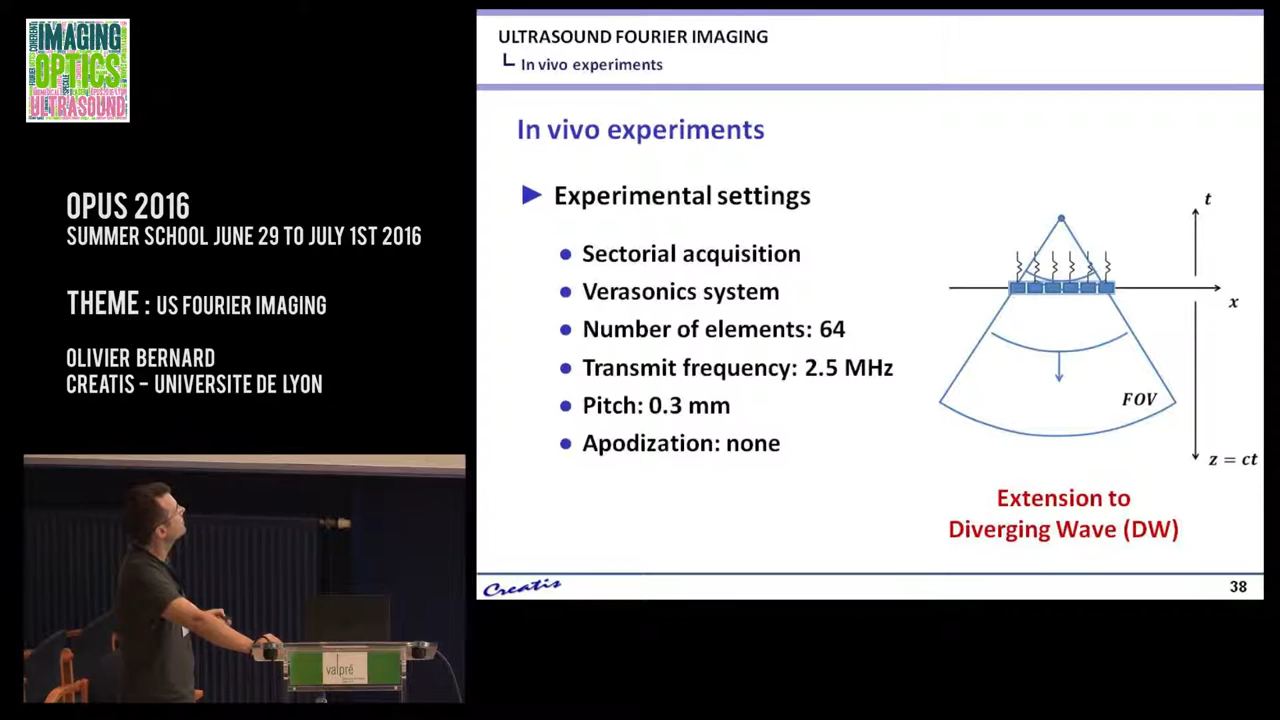 IMAGING
OPTICS
ULTRASOUND
OPUS 2016
SUMMER SCHOOL JUNE 29 TO JULY 1ST 2016
THEME : US FOURIER IMAGING
OLIVIER BERNARD
CREATIS – UNIVERSITE DE LYON
valpré
ULTRASOUND FOURIER IMAGING
In vivo experiments
In vivo experiments
Experimental settings
Sectorial acquisition
Verasonics system
Number of elements: 64
Transmit frequency: 2.5 MHz
Pitch: 0.3 mm
Apodization: none
t
x
FOV
z = ct
Extension to
Diverging Wave (DW)
Creatis
38